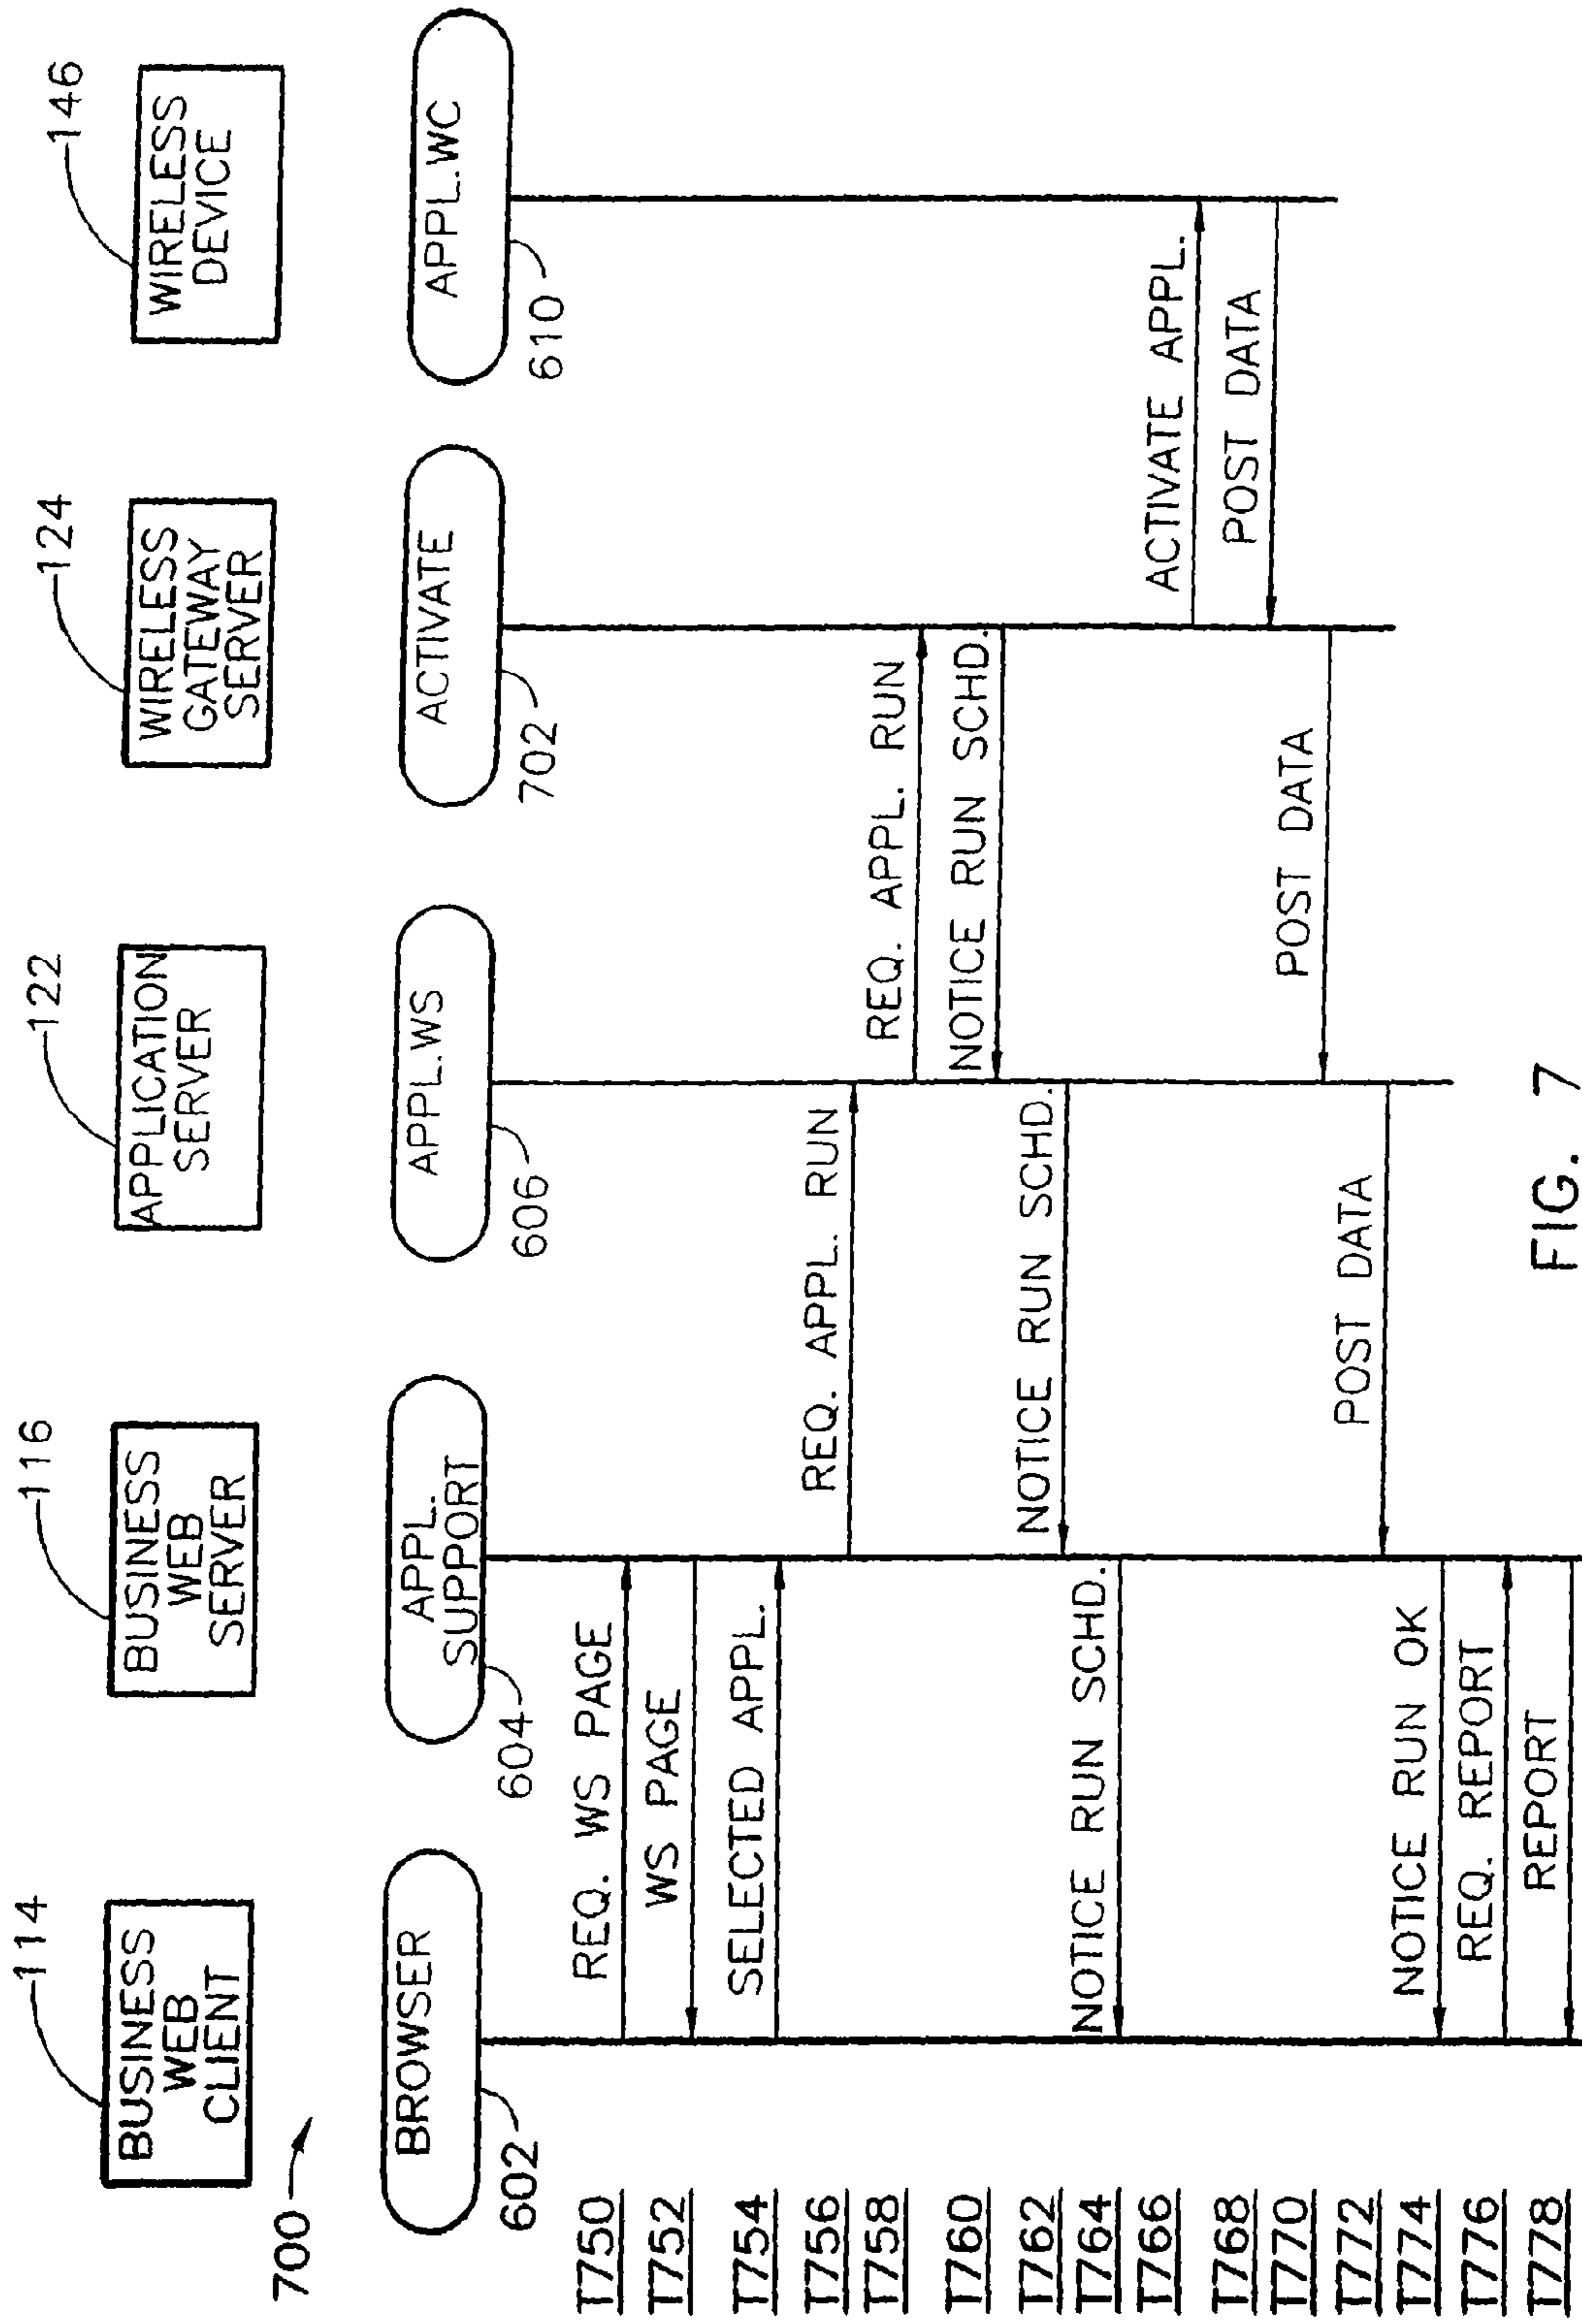 114
116
122
124
146
BUSINESS
WEB
CLIENT
BUSINESS
WEB
SERVER
APPLICATION
SERVER
WIRELESS
GATEWAY
SERVER
WIRELESS
DEVICE
700
BROWSER
APPL.
SUPPORT
APPL.WS
ACTIVATE
APPL.WC
602
604
606
702
610
T750
REQ. WS PAGE
T752
WS PAGE
T754
SELECTED APPL.
T756
REQ. APPL. RUN
T758
REQ. APPL. RUN
T760
NOTICE RUN SCHD.
T762
NOTICE RUN SCHD.
T764
NOTICE RUN SCHD.
T766
ACTIVATE APPL.
T768
POST DATA
T770
POST DATA
T772
POST DATA
T774
NOTICE RUN OK
T776
REQ. REPORT
T778
REPORT
FIG. 7